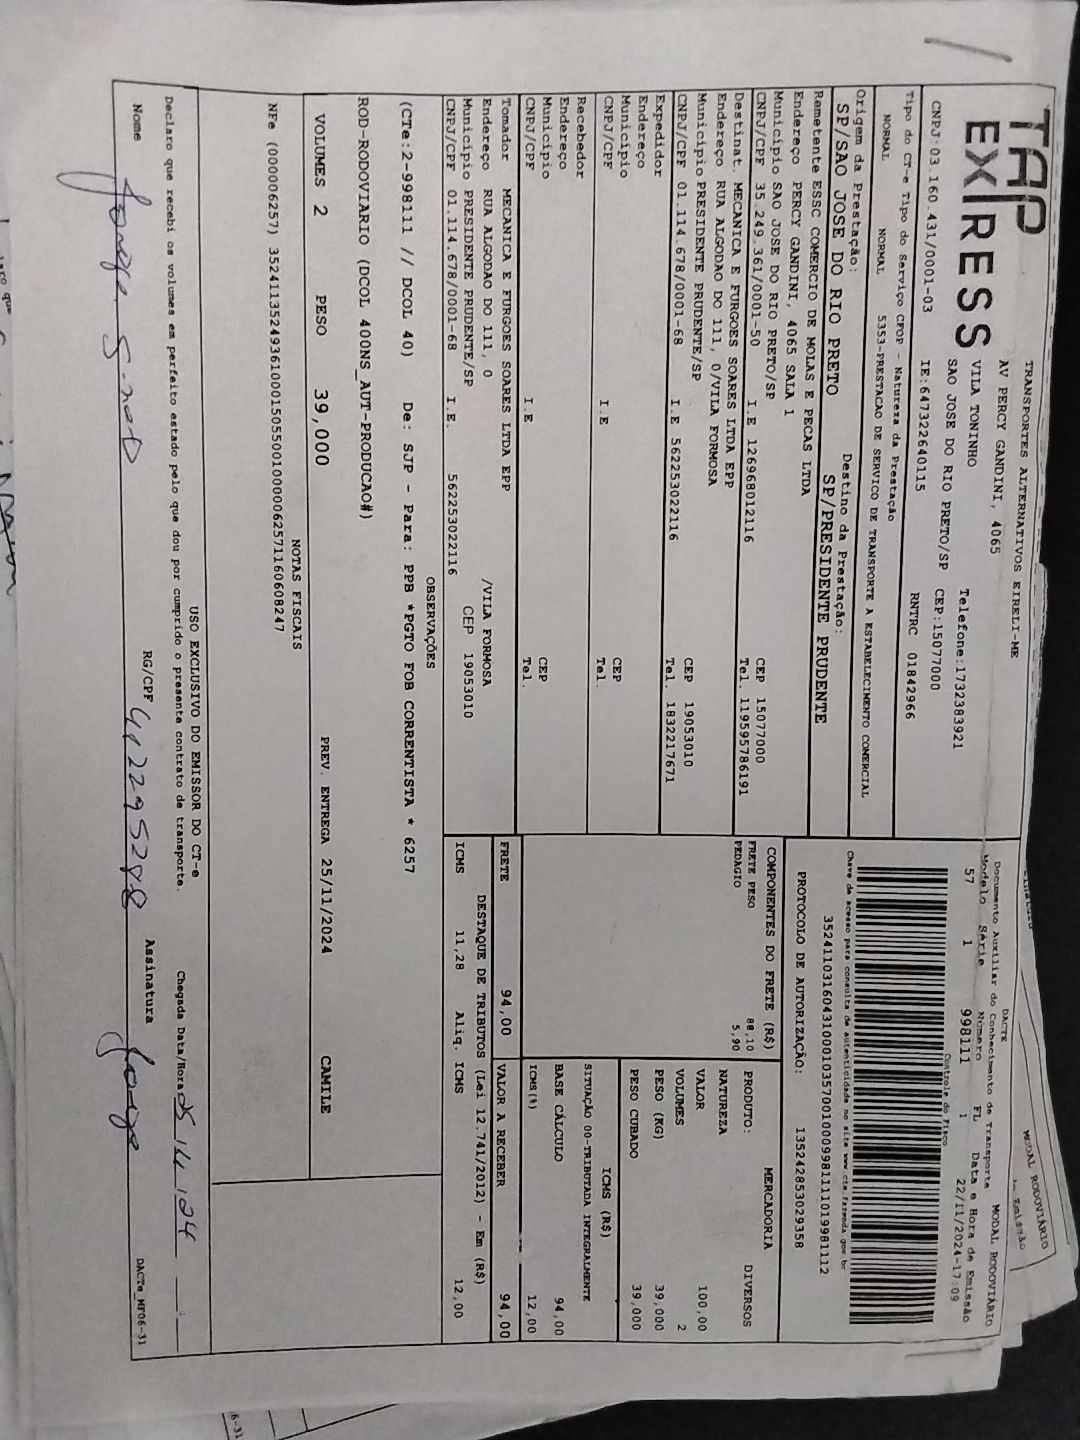 TAP
EXPRESS
TRANSPORTES ALTERNATIVOS EIRELI-ME
AV PERCY GANDINI, 4065
VILA TONINHO
SAO JOSE DO RIO PRETO/SP
Telefone:1732383921
CEP:15077000
CNPJ:03.160.431/0001-03 IE:647322640115 RNTRC 01842966
Tipo do CT-e Tipo do Serviço CFOP - Natureza da Prestação
NORMAL NORMAL 5353-PRESTACAO DE SERVICO DE TRANSPORTE A ESTABELECIMENTO COMERCIAL
Origem da Prestação: Destino da Prestação:
SP/SAO JOSE DO RIO PRETO SP/PRESIDENTE PRUDENTE
Remetente ESSC COMERCIO DE MOLAS E PECAS LTDA
Endereço PERCY GANDINI, 4065 SALA 1
Município SAO JOSE DO RIO PRETO/SP CEP 15077000
CNPJ/CPF 35.249.361/0001-50 I.E 126968012116 Tel. 119595786191
Destinat. MECANICA E FURGOES SOARES LTDA EPP
Endereço RUA ALGODAO DO 111, 0/VILA FORMOSA
Município PRESIDENTE PRUDENTE/SP CEP 19053010
CNPJ/CPF 01.114.678/0001-68 I.E 562253022116 Tel. 1832217671
Expedidor
Endereço
Município CEP
CNPJ/CPF I.E Tel.
Recebedor
Endereço
Município CEP
CNPJ/CPF I.E Tel.
Tomador MECANICA E FURGOES SOARES LTDA EPP
Endereço RUA ALGODAO DO 111, 0 /VILA FORMOSA
Município PRESIDENTE PRUDENTE/SP CEP 19053010
CNPJ/CPF 01.114.678/0001-68 I.E. 562253022116
DACTE MODAL RODOVIÁRIO
Documento Auxiliar do Conhecimento de Transporte
Modelo Série Número FL Data e Hora de Emissão
57 1 998111 1 22/11/2024-17:09
Controle do Fisco
Chave de acesso para consulta de autenticidade no site www.cte.fazenda.gov.br
35241103160431000103570010009981111019981112
PROTOCOLO DE AUTORIZAÇÃO: 135242853029358
COMPONENTES DO FRETE (R$)
FRETE PESO 88,10
PEDAGIO 5,90
MERCADORIA
PRODUTO: DIVERSOS
NATUREZA
VALOR 100,00
VOLUMES 2
PESO (KG) 39,000
PESO CUBADO 39,000
ICMS (R$)
SITUAÇÃO 00-TRIBUTADA INTEGRALMENTE
BASE CÁLCULO 94,00
ICMS(%) 12,00
FRETE 94,00 VALOR A RECEBER 94,00
DESTAQUE DE TRIBUTOS (Lei 12.741/2012) - Em (R$)
ICMS 11,28 Aliq. ICMS 12,00
OBSERVAÇÕES
(CTe:2-998111 // DCOL 40) De: SJP - Para: PPB *PGTO FOB CORRENTISTA * 6257
ROD-RODOVIARIO (DCOL 400NS_AUT-PRODUCAO#)
VOLUMES 2 PESO 39,000 PREV. ENTREGA 25/11/2024 CAMILE
NOTAS FISCAIS
NFe (000006257) 35241135249361000150550010000062571160608247
USO EXCLUSIVO DO EMISSOR DO CT-e
Declaro que recebi os volumes em perfeito estado pelo que dou por cumprido o presente contrato de transporte. Chegada Data/Hora
Nome Jorge RG/CPF 412295288 Assinatura Jorge
DACTe_MF06-31
MODAL RODOVIÁRIO
Emissão